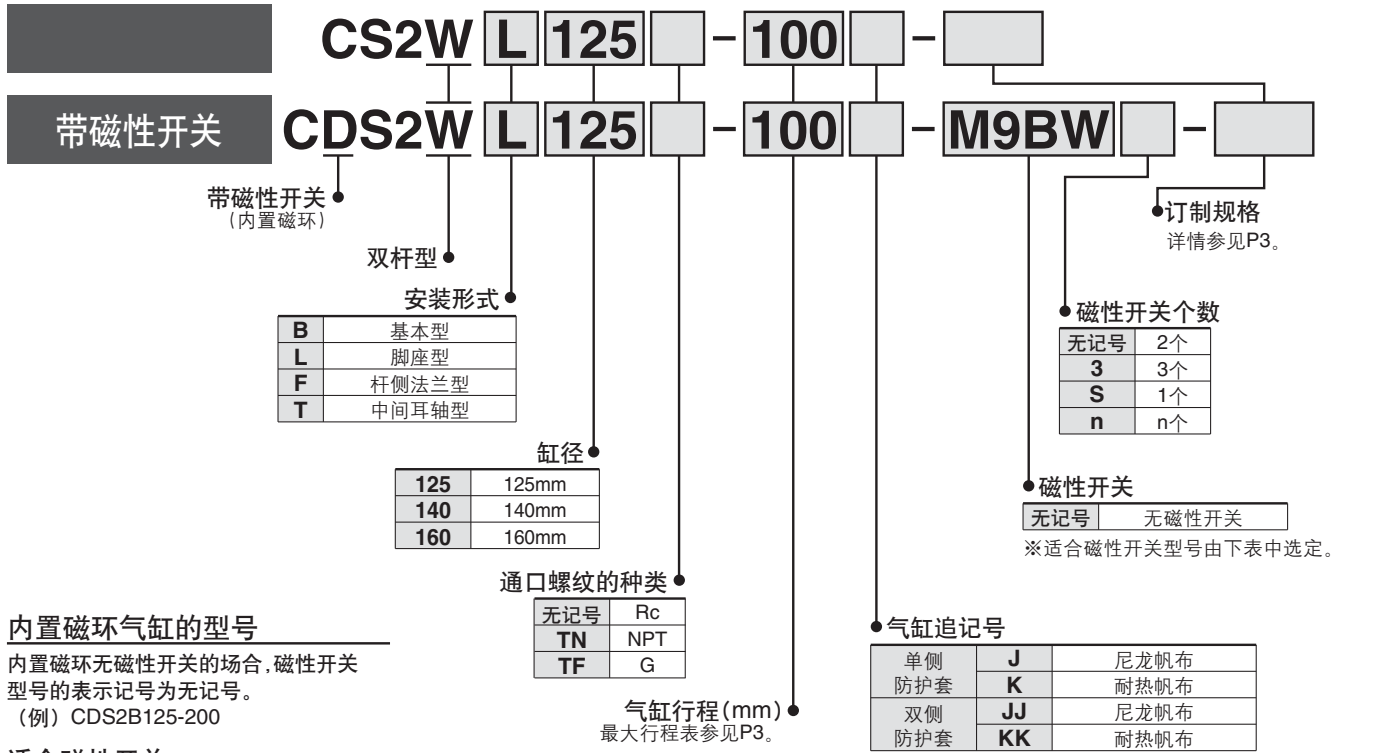 CS2W L 125 - 100 -
带磁性开关 CDS2W L 125 - 100 - M9BW -
带磁性开关
(内置磁环)
订制规格
详情参见P3。
双杆型
安装形式
B 基本型
L 脚座型
F 杆侧法兰型
T 中间耳轴型
磁性开关个数
无记号 2个
3 3个
S 1个
n n个
缸径
125 125mm
140 140mm
160 160mm
磁性开关
无记号 无磁性开关
※适合磁性开关型号由下表中选定。
通口螺纹的种类
无记号 Rc
TN NPT
TF G
气缸追记号
单侧防护套 J 尼龙帆布
K 耐热帆布
双侧防护套 JJ 尼龙帆布
KK 耐热帆布
气缸行程(mm)
最大行程表参见P3。
内置磁环气缸的型号
内置磁环无磁性开关的场合,磁性开关
型号的表示记号为无记号。
(例) CDS2B125-200